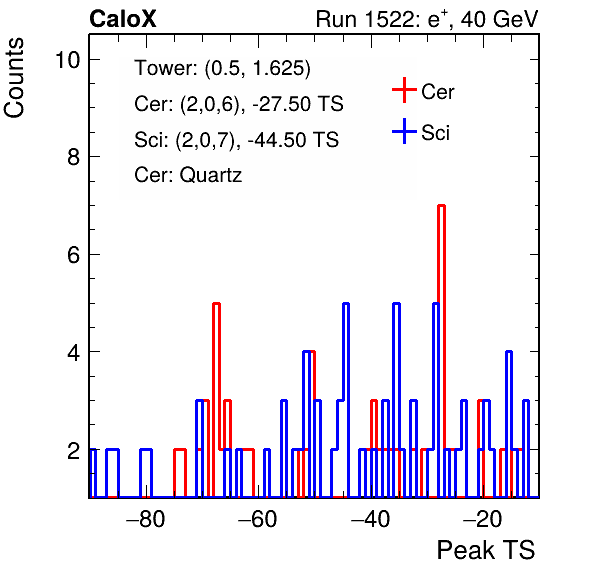 CaloX Run 1522: e+, 40 GeV
Counts
Tower: (0.5, 1.625)
Cer: (2,0,6), -27.50 TS
Sci: (2,0,7), -44.50 TS
Cer: Quartz
Cer
Sci
10
8
6
4
2
−80 −60 −40 −20
Peak TS